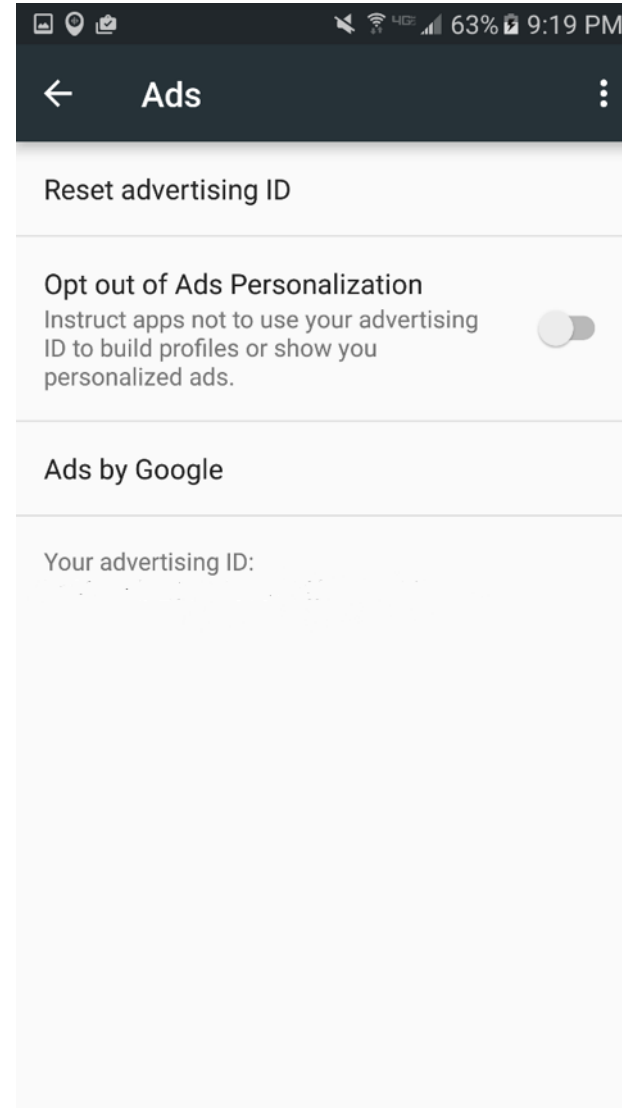 4G 63% 9:19 PM
Ads
Reset advertising ID
Opt out of Ads Personalization
Instruct apps not to use your advertising
ID to build profiles or show you
personalized ads.
Ads by Google
Your advertising ID: